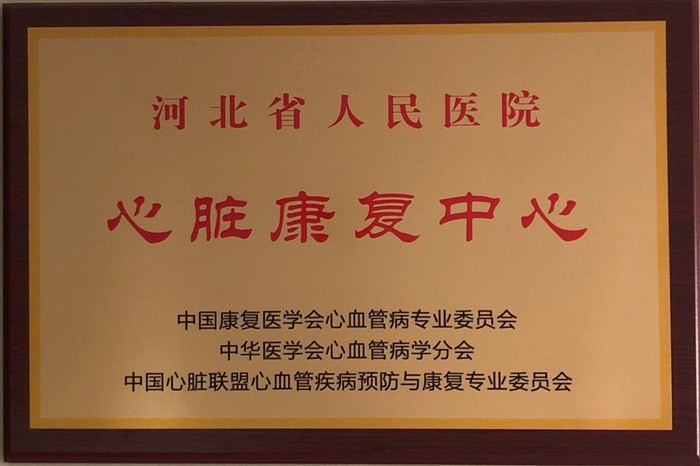 河北省人民医院
心脏康复中心
中国康复医学会心血管病专业委员会
中华医学会心血管病学分会
中国心脏联盟心血管疾病预防与康复专业委员会